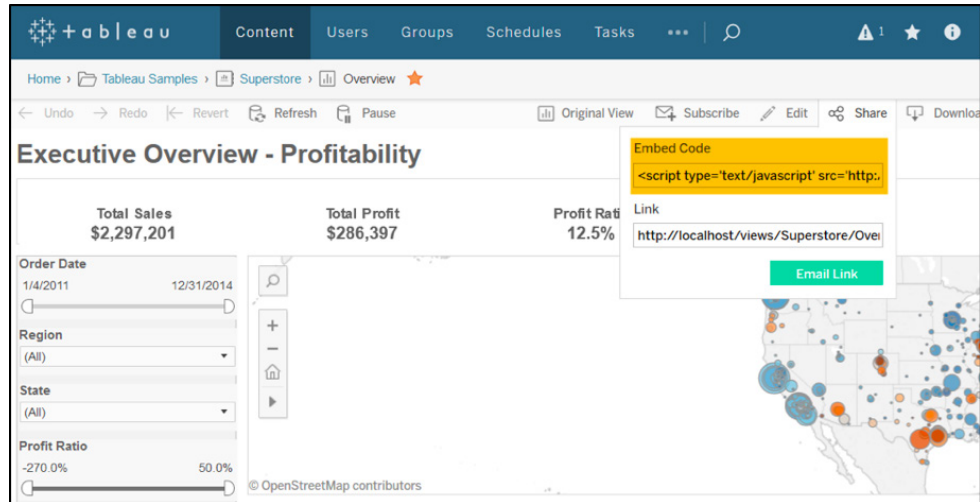 +ableau Content Users Groups Schedules Tasks ••• 1
Home › Tableau Samples › Superstore › Overview
← Undo → Redo ← Revert Refresh Pause Original View Subscribe Edit Share Downloa
Executive Overview - Profitability
Embed Code
<script type='text/javascript' src='http:,
Link
http://localhost/views/Superstore/Over
Email Link
Total Sales Total Profit Profit Rati
$2,297,201 $286,397 12.5%
Order Date
1/4/2011 12/31/2014
Region
(All)
State
(All)
Profit Ratio
-270.0% 50.0%
© OpenStreetMap contributors